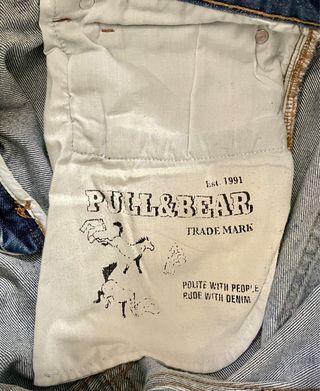 Est. 1991
PULL&BEAR
TRADE MARK
POLITE WITH PEOPLE
RUDE WITH DENIM